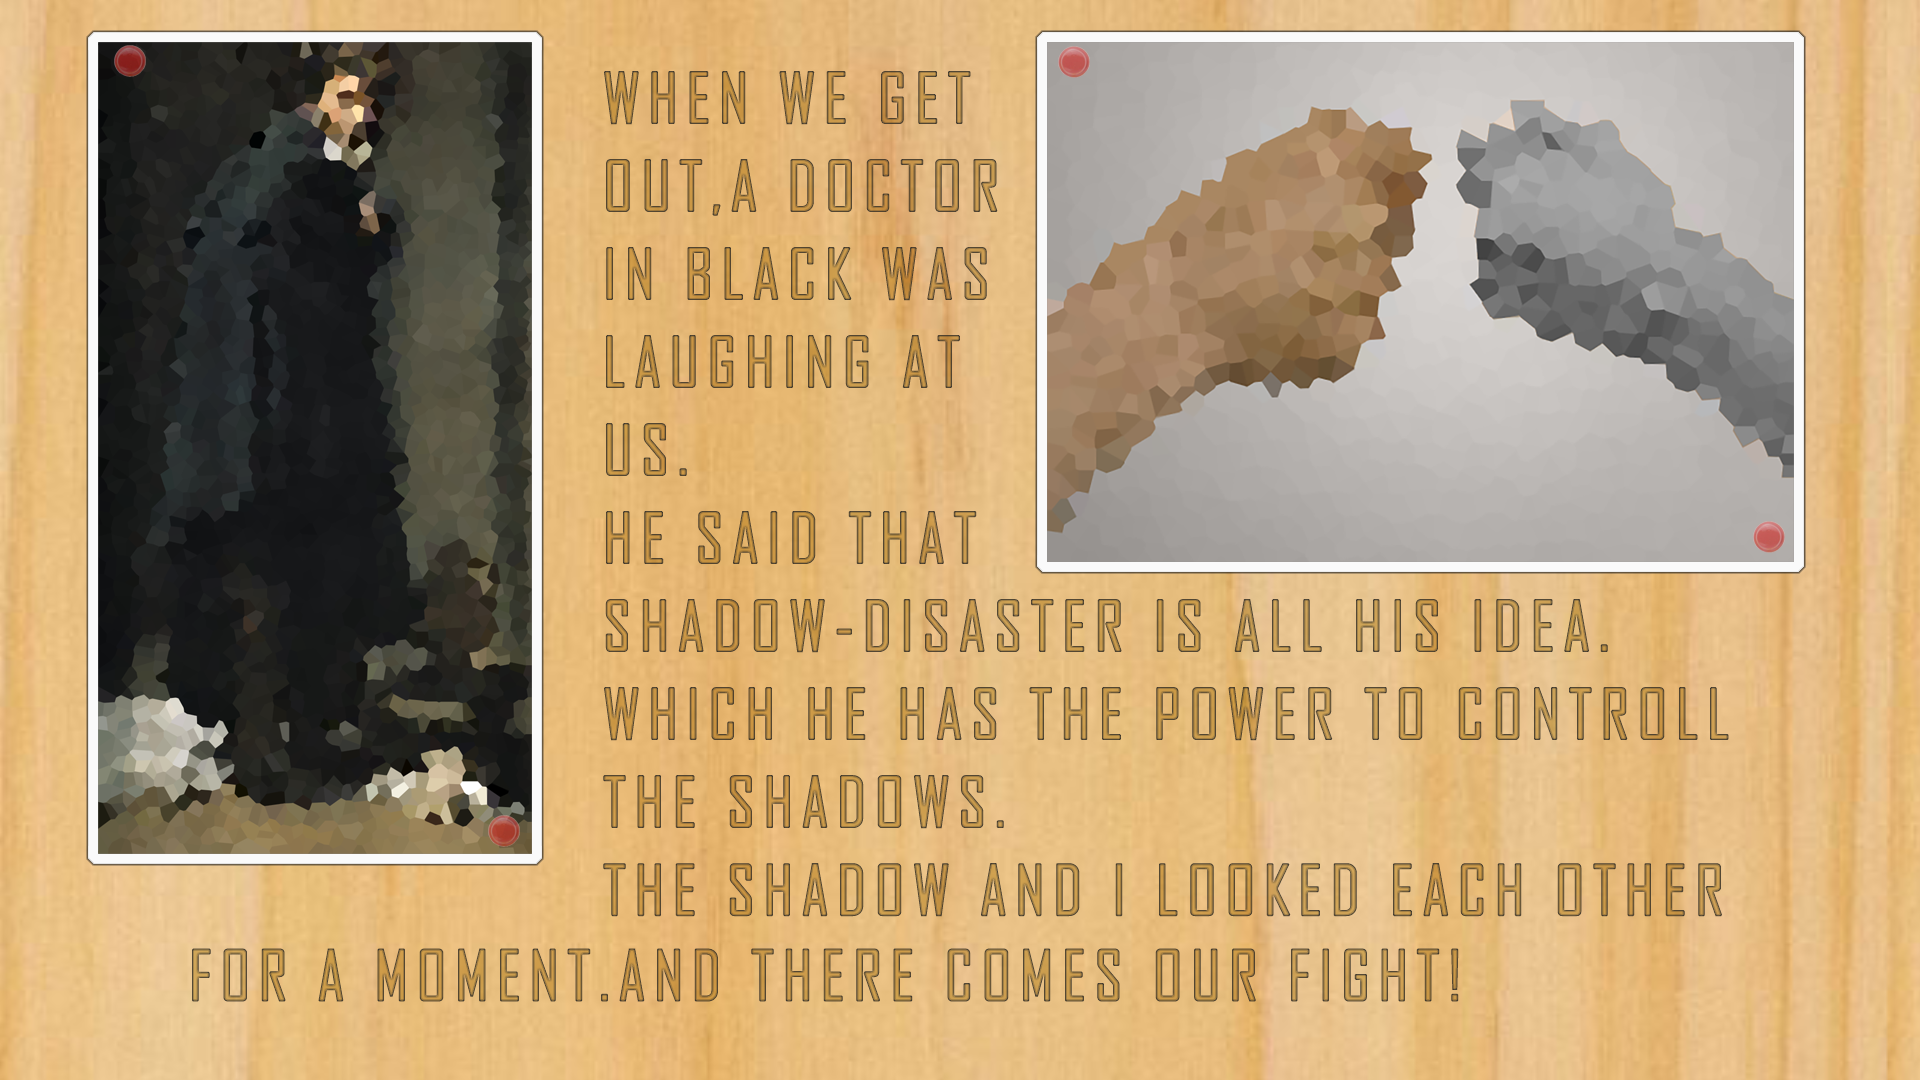 WHEN WE GET
OUT,A DOCTOR
IN BLACK WAS
LAUGHING AT
US.
HE SAID THAT
SHADOW-DISASTER IS ALL HIS IDEA.
WHICH HE HAS THE POWER TO CONTROLL
THE SHADOWS.
THE SHADOW AND I LOOKED EACH OTHER
FOR A MOMENT.AND THERE COMES OUR FIGHT!